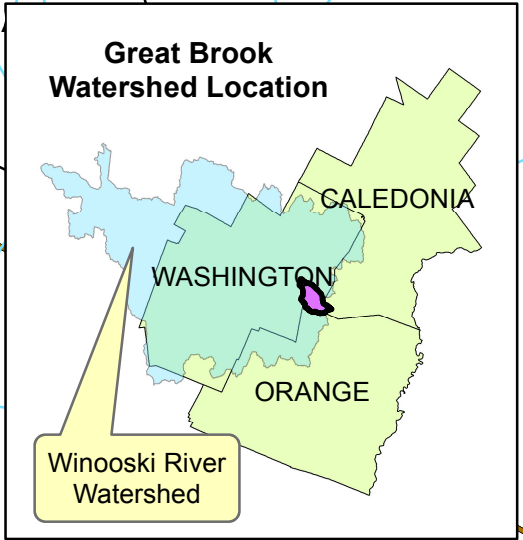 Great Brook
Watershed Location
CALEDONIA
WASHINGTON
ORANGE
Winooski River
Watershed